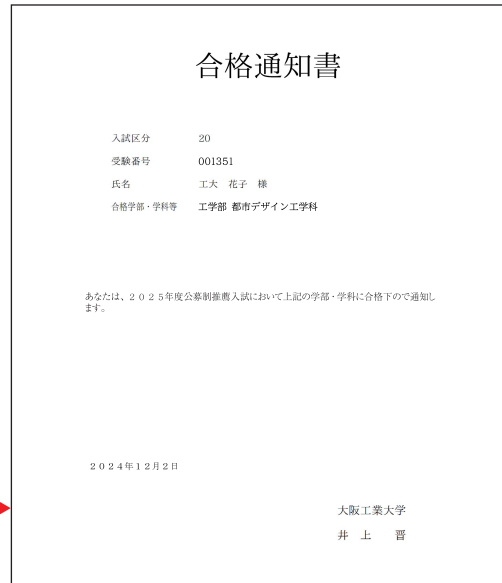 合格通知書
入試区分 20
受験番号 001351
氏名 工大 花子 様
合格学部・学科等 工学部 都市デザイン工学科
あなたは、２０２５年度公募制推薦入試において上記の学部・学科に合格下ので通知し
ます。
２０２４年１２月２日
大阪工業大学
井 上 晋